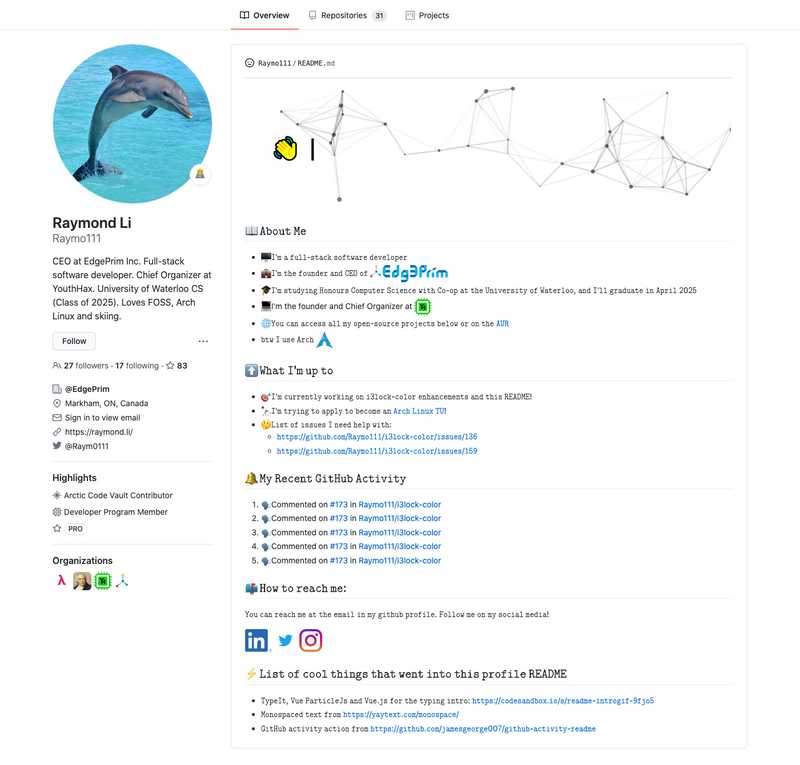 Overview Repositories 31 Projects
Raymond Li
Raymo111
CEO at EdgePrim Inc. Full-stack
software developer. Chief Organizer at
YouthHax. University of Waterloo CS
(Class of 2025). Loves FOSS, Arch
Linux and skiing.
Follow ...
27 followers · 17 following · 83
@EdgePrim
Markham, ON, Canada
Sign in to view email
https://raymond.li/
@Raym0111
Highlights
Arctic Code Vault Contributor
Developer Program Member
PRO
Organizations
λ
Raymo111/README.md
About Me
I'm a full-stack software developer
I'm the founder and CEO of Edg3Prim
I'm studying Honours Computer Science with Co-op at the University of Waterloo, and I'll graduate in April 2025
I'm the founder and Chief Organizer at
You can access all my open-source projects below or on the AUR
btw I use Arch
What I'm up to
I'm currently working on i3lock-color enhancements and this README!
I'm trying to apply to become an Arch Linux TU!
List of issues I need help with:
https://github.com/Raymo111/i3lock-color/issues/136
https://github.com/Raymo111/i3lock-color/issues/159
My Recent GitHub Activity
1. Commented on #173 in Raymo111/i3lock-color
2. Commented on #173 in Raymo111/i3lock-color
3. Commented on #173 in Raymo111/i3lock-color
4. Commented on #173 in Raymo111/i3lock-color
5. Commented on #173 in Raymo111/i3lock-color
How to reach me:
You can reach me at the email in my github profile. Follow me on my social media!
in
List of cool things that went into this profile README
TypeIt, Vue ParticleJs and Vue.js for the typing intro: https://codesandbox.io/s/readme-introgif-9fjo5
Monospaced text from https://yaytext.com/monospace/
GitHub activity action from https://github.com/jamesgeorge007/github-activity-readme